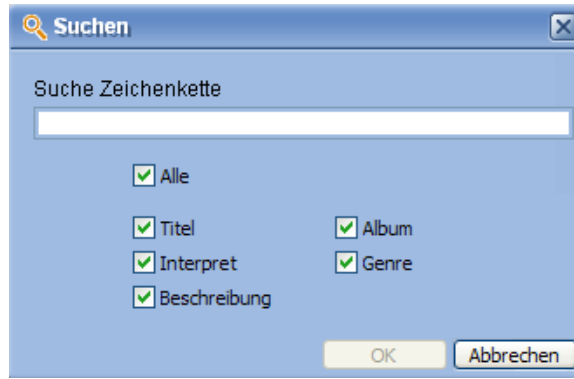 Suchen
Suche Zeichenkette
Alle
Titel Album
Interpret Genre
Beschreibung
OK Abbrechen